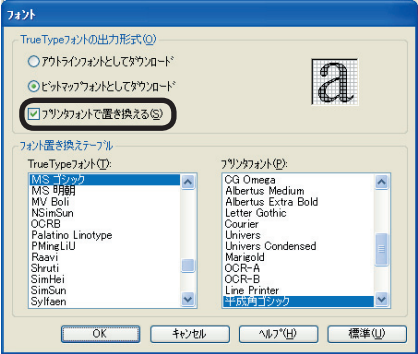 フォント
TrueTypeフォントの出力形式(O)
アウトラインフォントとしてダウンロード
ビットマップフォントとしてダウンロード
プリンタフォントで置き換える(S)
a
フォント置き換えテーブル
TrueTypeフォント(T):
MS ゴシック
MS 明朝
MV Boli
NSimSun
OCRB
Palatino Linotype
PMingLiU
Raavi
Shruti
SimHei
SimSun
Sylfaen
プリンタフォント(P):
CG Omega
Albertus Medium
Albertus Extra Bold
Letter Gothic
Courier
Univers
Univers Condensed
Marigold
OCR-A
OCR-B
Line Printer
平成角ゴシック
OK キャンセル ヘルプ(H) 標準(U)